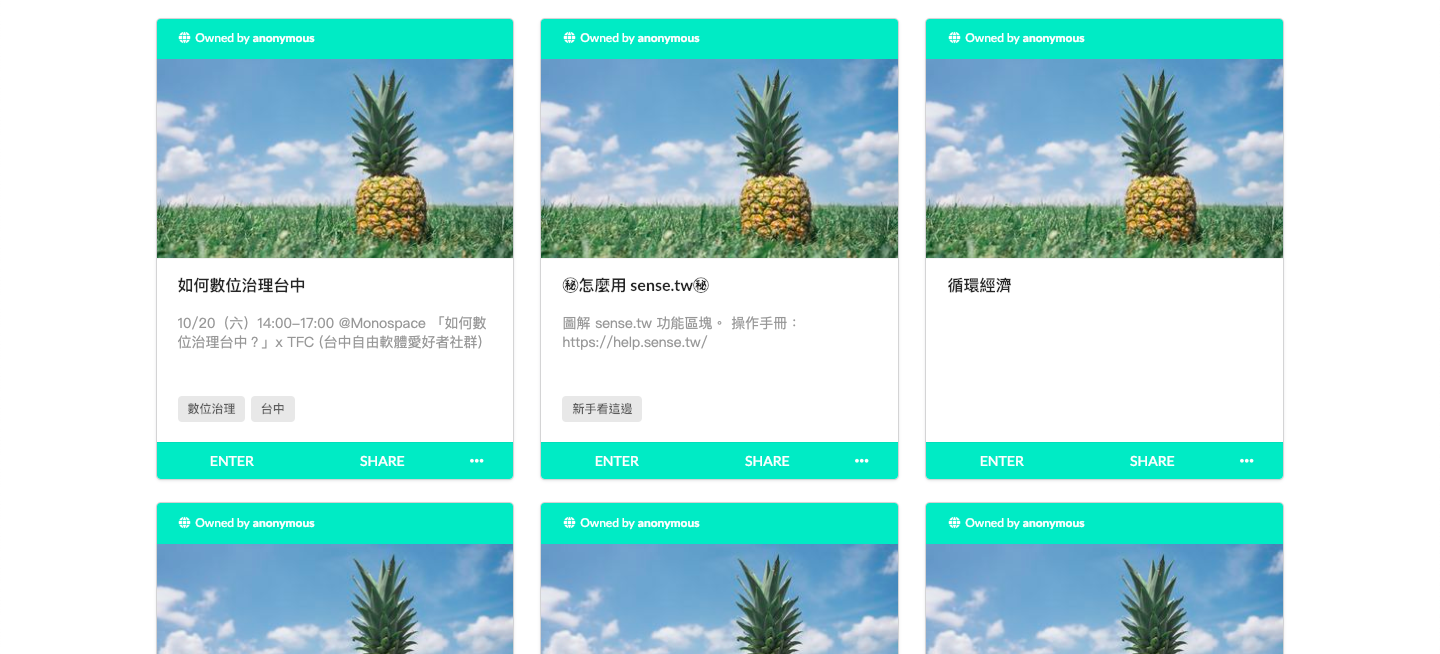 Owned by anonymous
Owned by anonymous
Owned by anonymous
如何數位治理台中
10/20（六）14:00-17:00 @Monospace 「如何數
位治理台中？」x TFC (台中自由軟體愛好者社群)
數位治理
台中
ENTER
SHARE
㊙怎麼用 sense.tw㊙
圖解 sense.tw 功能區塊。 操作手冊：
https://help.sense.tw/
新手看這邊
ENTER
SHARE
循環經濟
ENTER
SHARE
Owned by anonymous
Owned by anonymous
Owned by anonymous